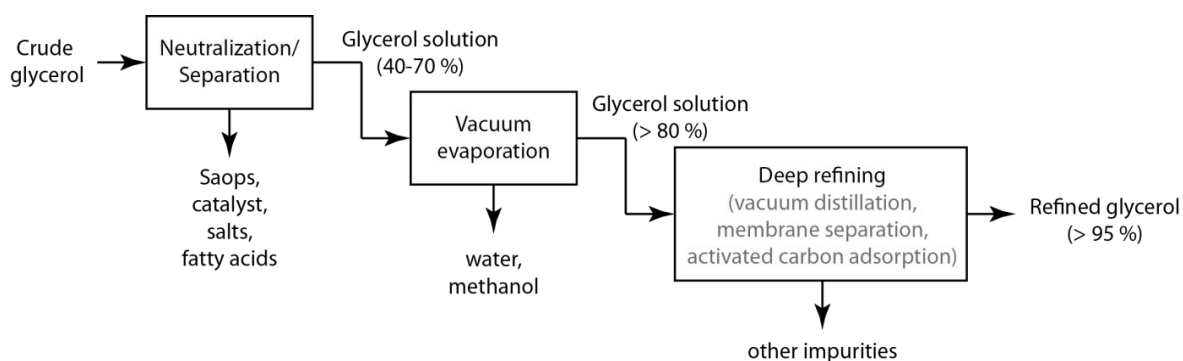 Crude
glycerol
Neutralization/
Separation
Glycerol solution
(40-70 %)
Saops,
catalyst,
salts,
fatty acids
Vacuum
evaporation
Glycerol solution
(> 80 %)
water,
methanol
Deep refining
(vacuum distillation,
membrane separation,
activated carbon adsorption)
Refined glycerol
(> 95 %)
other impurities